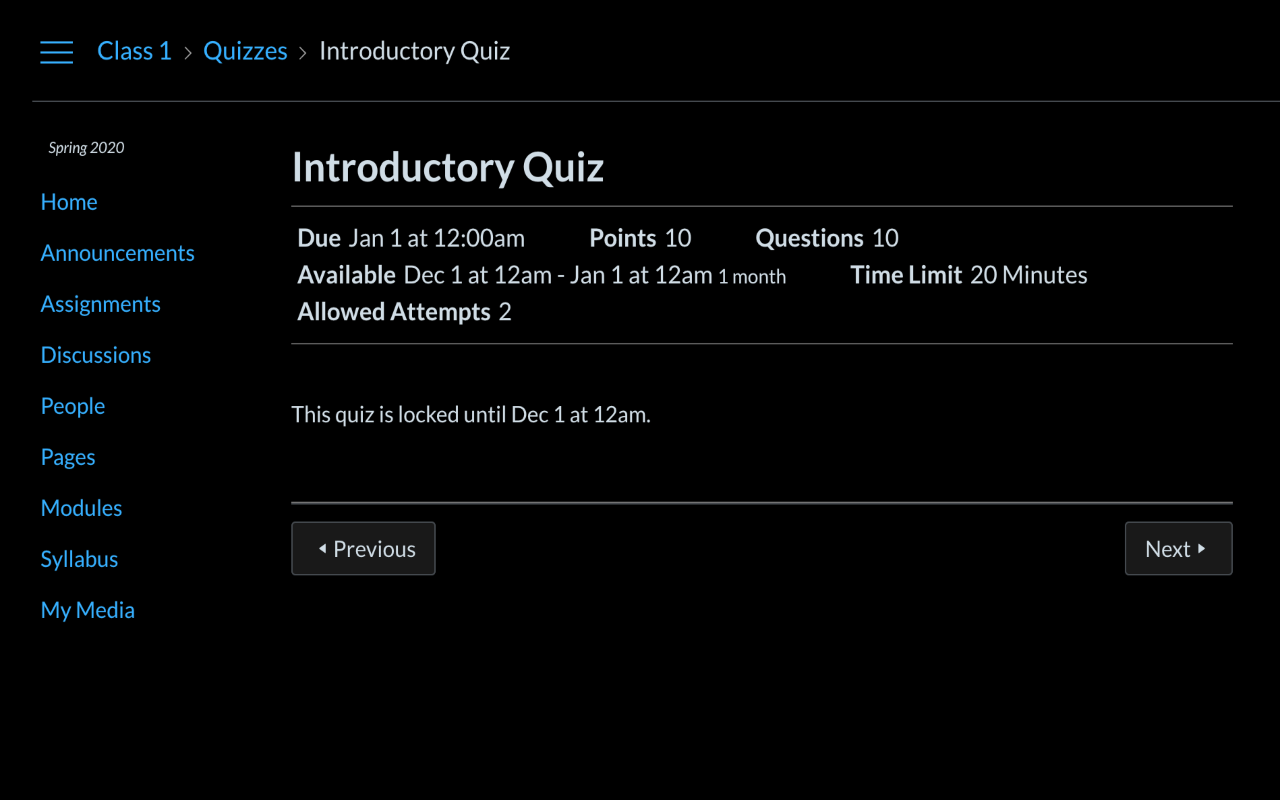 Class 1 › Quizzes › Introductory Quiz
Spring 2020
Home
Announcements
Assignments
Discussions
People
Pages
Modules
Syllabus
My Media
Introductory Quiz
Due Jan 1 at 12:00am Points 10 Questions 10
Available Dec 1 at 12am - Jan 1 at 12am 1 month Time Limit 20 Minutes
Allowed Attempts 2
This quiz is locked until Dec 1 at 12am.
Previous Next